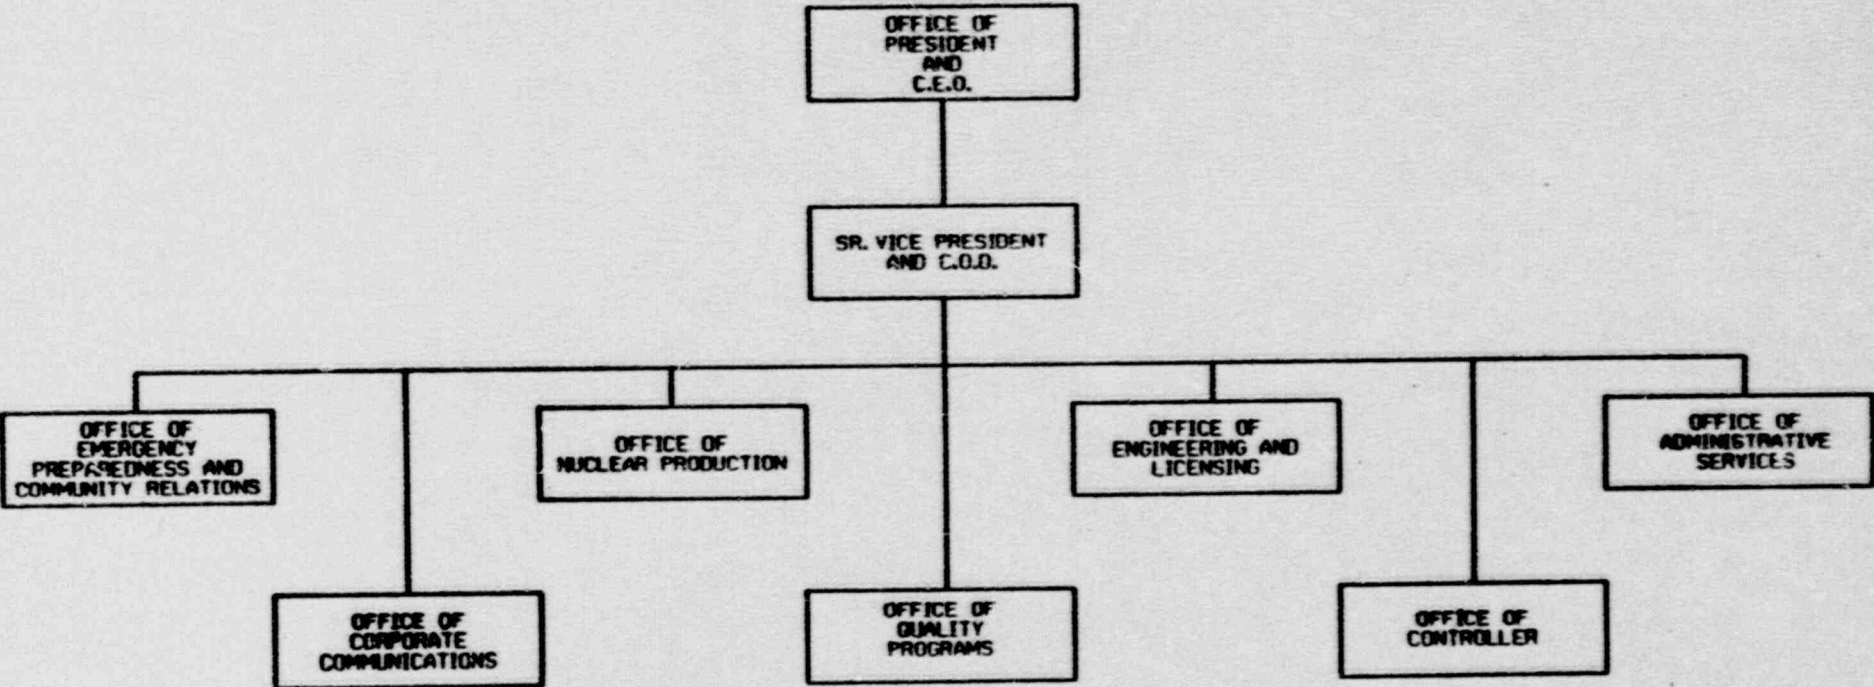 OFFICE OF
PRESIDENT
AND
C.E.O.
SR. VICE PRESIDENT
AND C.O.O.
OFFICE OF
EMERGENCY
PREPAREDNESS AND
COMMUNITY RELATIONS
OFFICE OF
NUCLEAR PRODUCTION
OFFICE OF
ENGINEERING AND
LICENSING
OFFICE OF
ADMINISTRATIVE
SERVICES
OFFICE OF
CORPORATE
COMMUNICATIONS
OFFICE OF
QUALITY
PROGRAMS
OFFICE OF
CONTROLLER